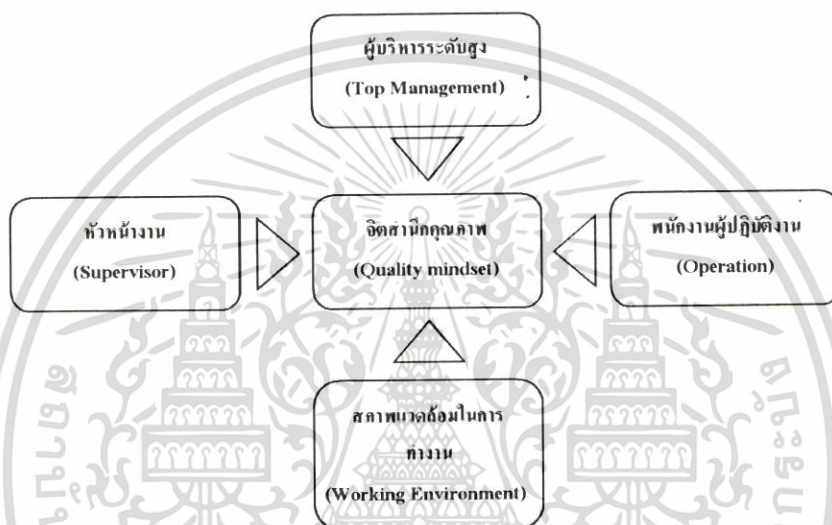 ผู้บริหารระดับสูง
(Top Management)
หัวหน้างาน
(Supervisor)
จิตสำนึกคุณภาพ
(Quality mindset)
พนักงานผู้ปฏิบัติงาน
(Operation)
สภาพแวดล้อมในการ
ทำงาน
(Working Environment)